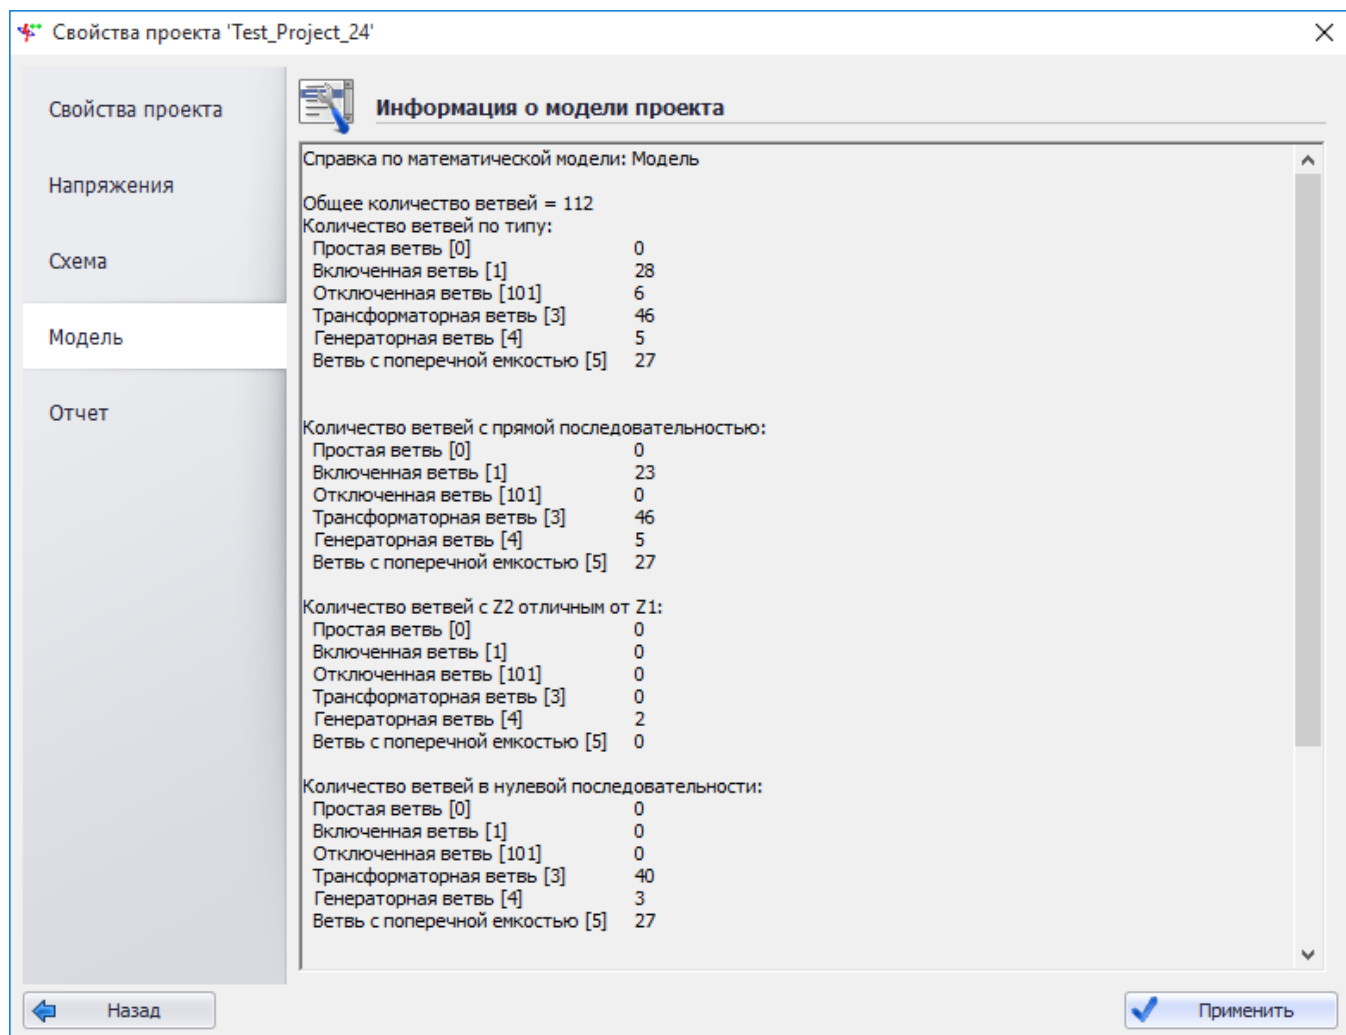 Свойства проекта 'Test_Project_24'
Свойства проекта
Напряжения
Схема
Модель
Отчет
Информация о модели проекта
Справка по математической модели: Модель
Общее количество ветвей = 112
Количество ветвей по типу:
Простая ветвь [0] 0
Включенная ветвь [1] 28
Отключенная ветвь [101] 6
Трансформаторная ветвь [3] 46
Генераторная ветвь [4] 5
Ветвь с поперечной емкостью [5] 27
Количество ветвей с прямой последовательностью:
Простая ветвь [0] 0
Включенная ветвь [1] 23
Отключенная ветвь [101] 0
Трансформаторная ветвь [3] 46
Генераторная ветвь [4] 5
Ветвь с поперечной емкостью [5] 27
Количество ветвей с Z2 отличным от Z1:
Простая ветвь [0] 0
Включенная ветвь [1] 0
Отключенная ветвь [101] 0
Трансформаторная ветвь [3] 0
Генераторная ветвь [4] 2
Ветвь с поперечной емкостью [5] 0
Количество ветвей в нулевой последовательности:
Простая ветвь [0] 0
Включенная ветвь [1] 0
Отключенная ветвь [101] 0
Трансформаторная ветвь [3] 40
Генераторная ветвь [4] 3
Ветвь с поперечной емкостью [5] 27
Назад
Применить